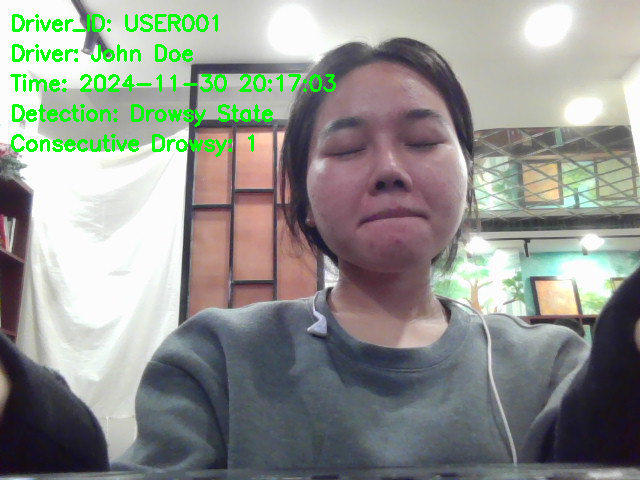 Driver_ID: USER001
Driver: John Doe
Time: 2024-11-30 20:17:03
Detection: Drowsy State
Consecutive Drowsy: 1